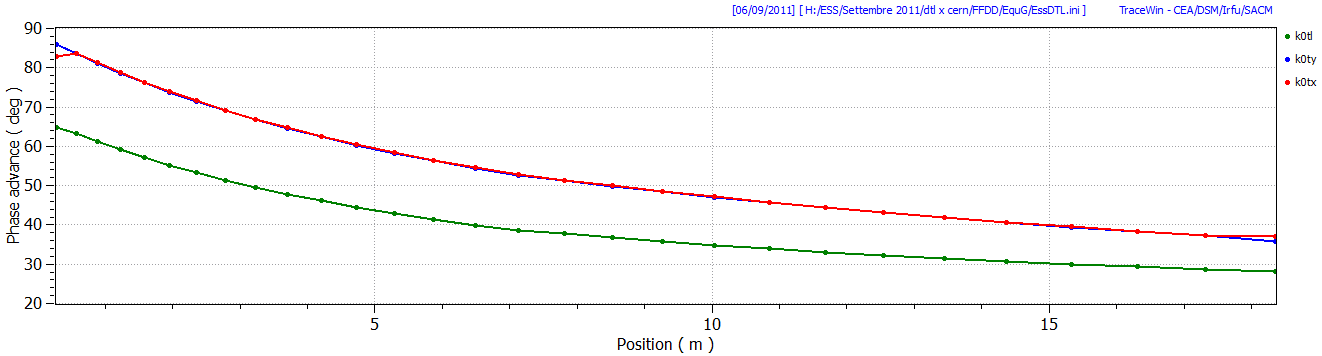 [06/09/2011] [ H:/ESS/Settembre 2011/dtl x cern/FFDD/EquG/EssDTL.ini ] TraceWin - CEA/DSM/Irfu/SACM
90
80
70
60
50
40
30
20
Phase advance ( deg )
5 10 15
Position ( m )
k0tl
k0ty
k0tx